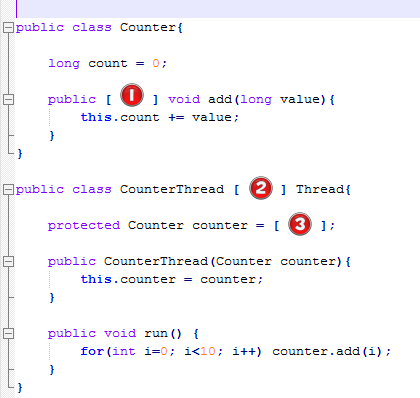 public class Counter{
long count = 0;
public [ 1 ] void add(long value){
this.count += value;
}
}
public class CounterThread [ 2 ] Thread{
protected Counter counter = [ 3 ];
public CounterThread(Counter counter){
this.counter = counter;
}
public void run() {
for(int i=0; i<10; i++) counter.add(i);
}
}